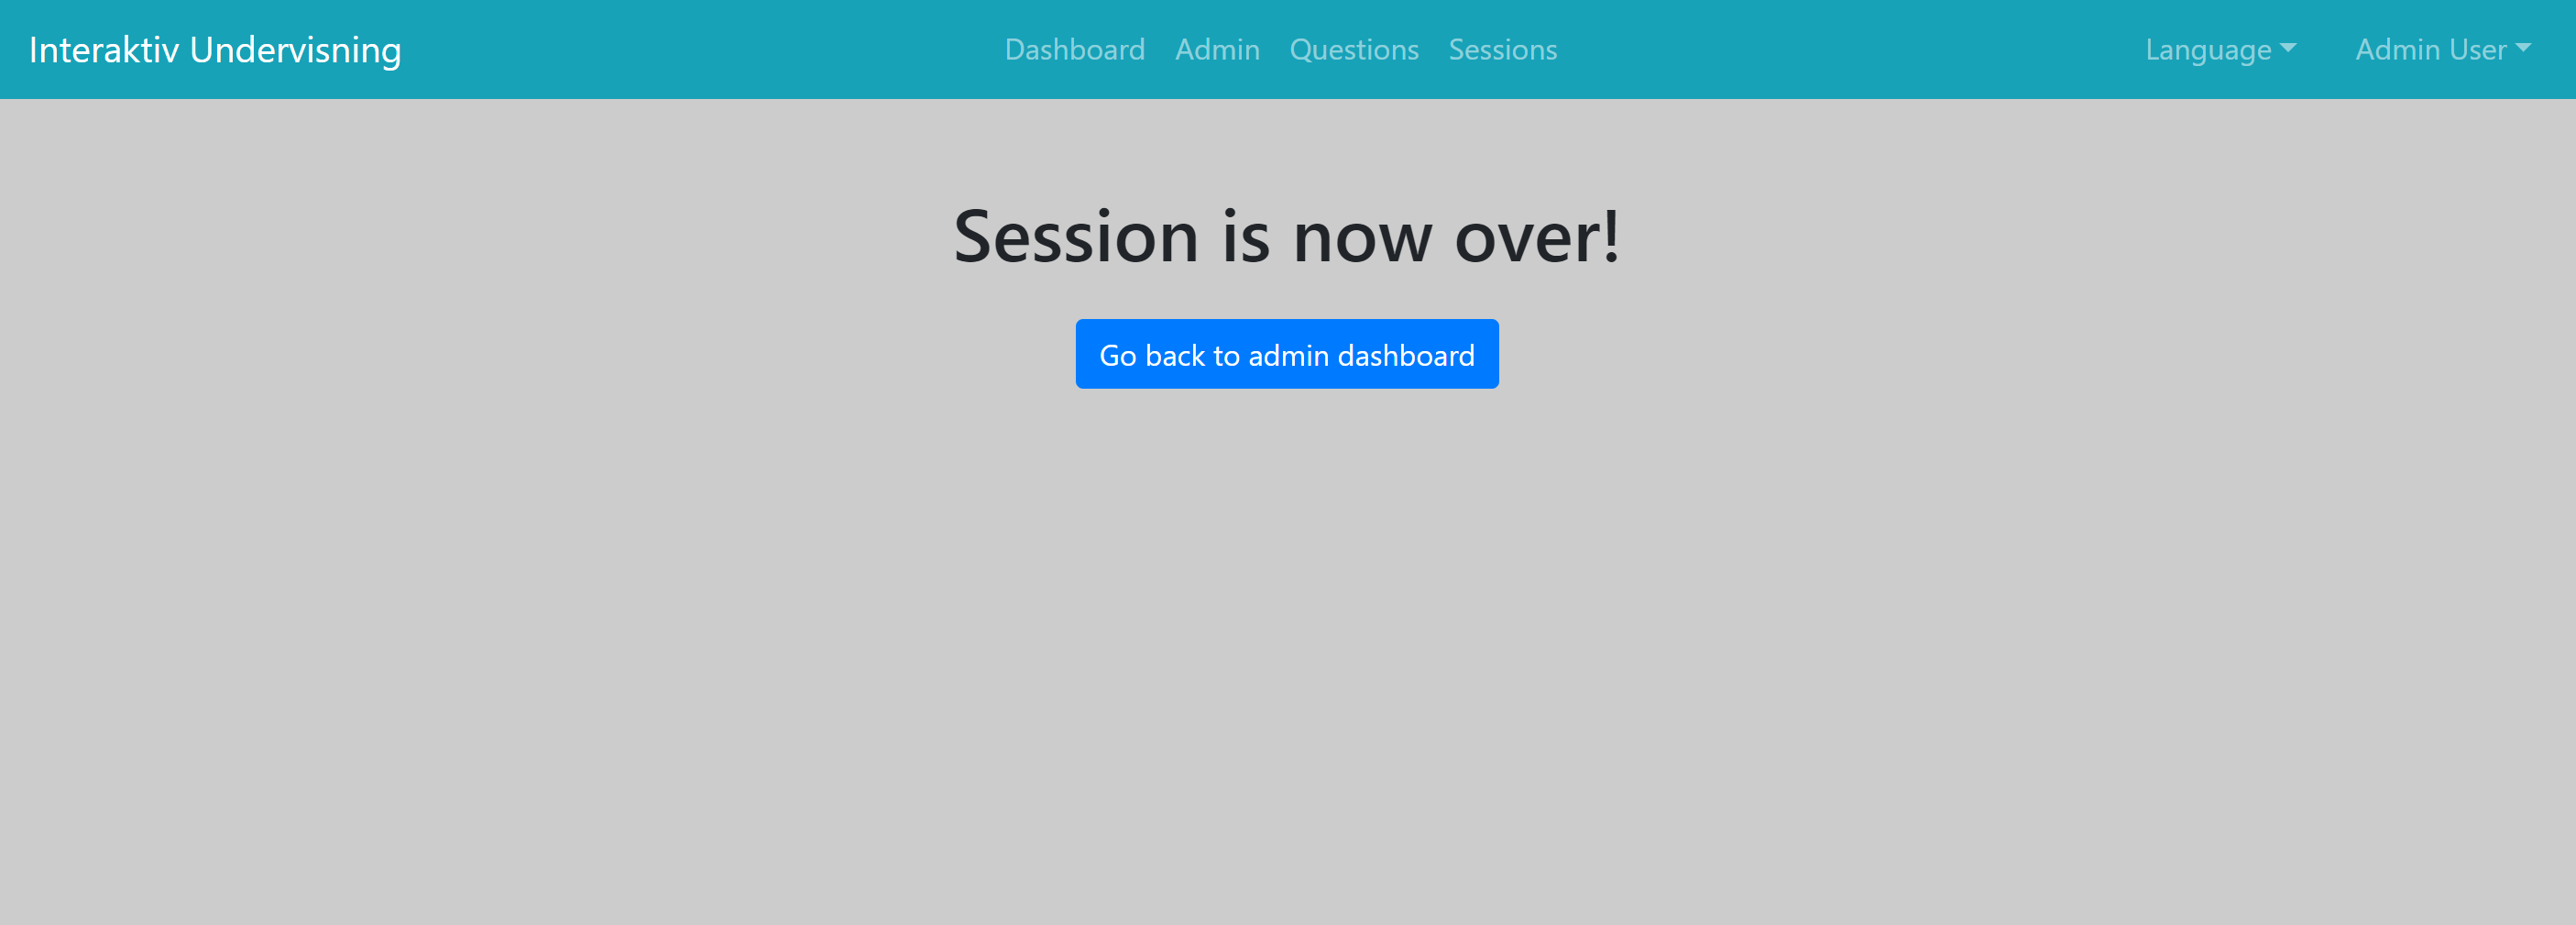 Interaktiv Undervisning Dashboard Admin Questions Sessions Language Admin User
Session is now over!
Go back to admin dashboard